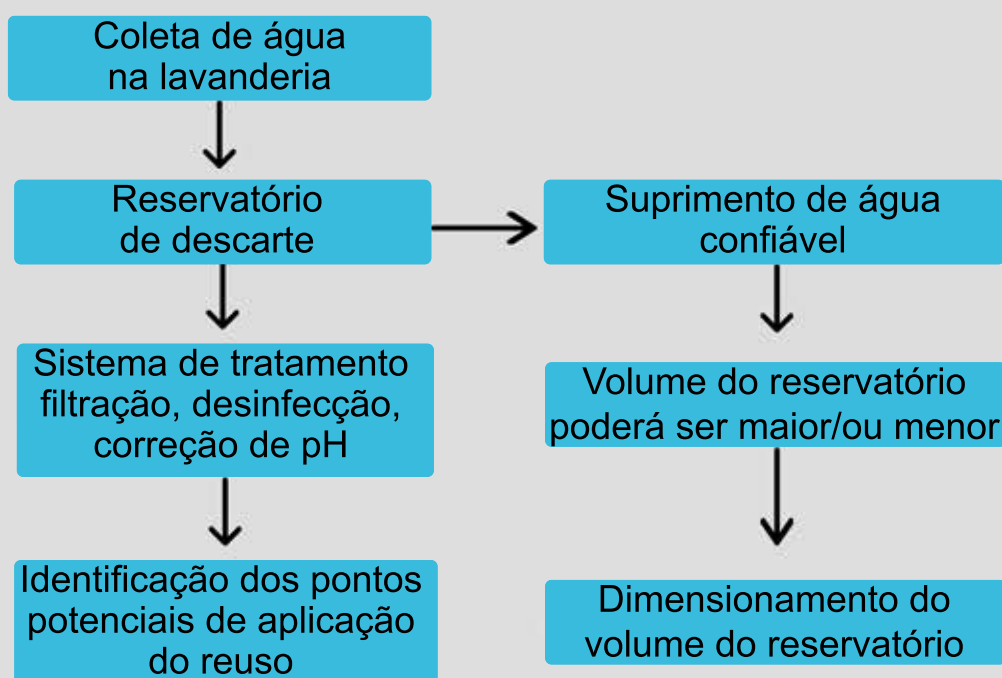 Coleta de água
na lavanderia
Reservatório
de descarte
Sistema de tratamento
filtração, desinfecção,
correção de pH
Identificação dos pontos
potenciais de aplicação
do reuso
Suprimento de água
confiável
Volume do reservatório
poderá ser maior/ou menor
Dimensionamento do
volume do reservatório